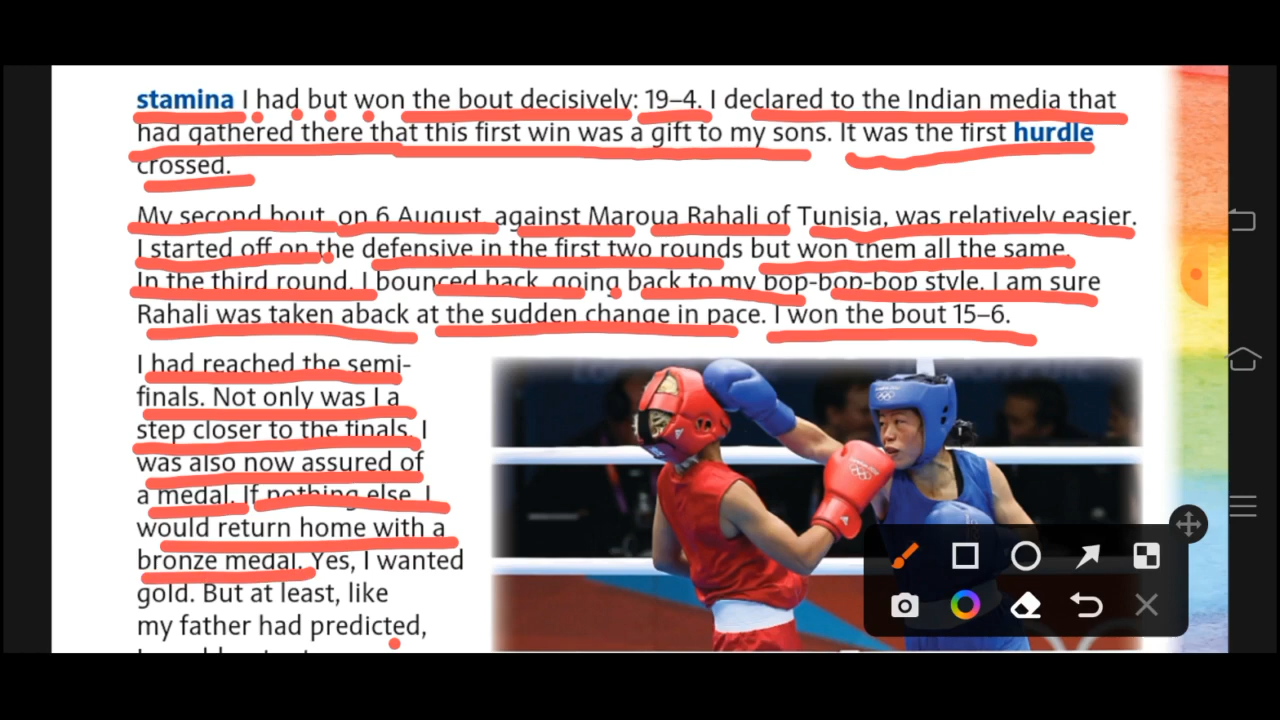 stamina I had but won the bout decisively: 19–4. I declared to the Indian media that
had gathered there that this first win was a gift to my sons. It was the first hurdle
crossed.
My second bout, on 6 August, against Maroua Rahali of Tunisia, was relatively easier.
I started off on the defensive in the first two rounds but won them all the same.
In the third round, I bounced back, going back to my bop-bop-bop style. I am sure
Rahali was taken aback at the sudden change in pace. I won the bout 15–6.
I had reached the semi-
finals. Not only was I a
step closer to the finals, I
was also now assured of
a medal. If nothing else, I
would return home with a
bronze medal. Yes, I wanted
gold. But at least, like
my father had predicted,